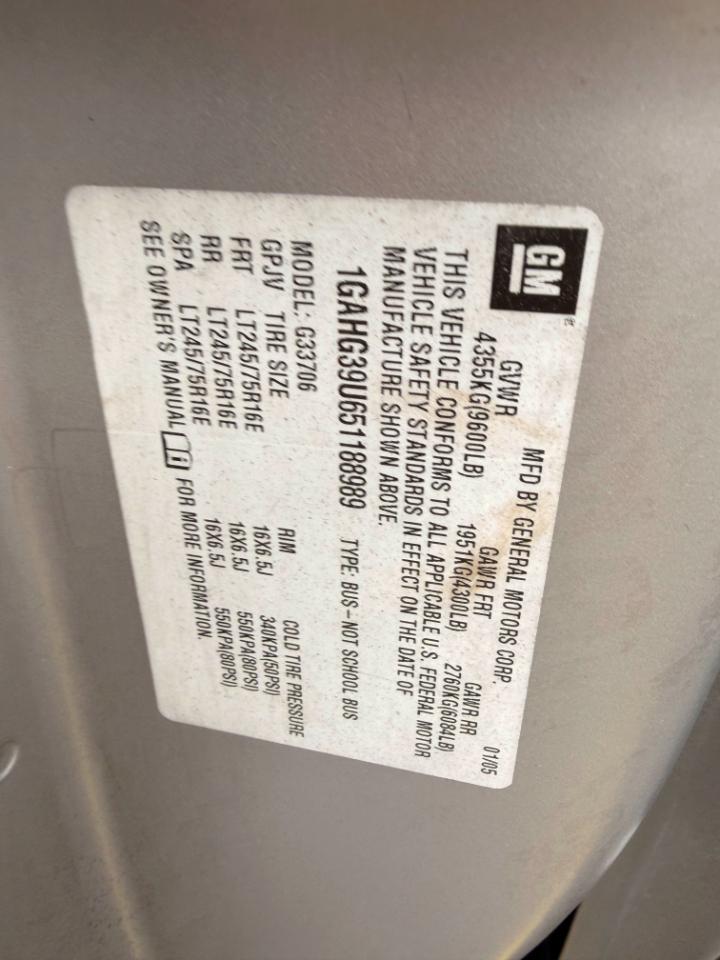 GM
MFD BY GENERAL MOTORS CORP. 01/05
GVWR GAWR FRT GAWR RR
4355KG(9600LB) 1951KG(4300LB) 2760KG(6084LB)
THIS VEHICLE CONFORMS TO ALL APPLICABLE U.S. FEDERAL MOTOR
VEHICLE SAFETY STANDARDS IN EFFECT ON THE DATE OF
MANUFACTURE SHOWN ABOVE.
1GAHG39U651188989 TYPE: BUS-NOT SCHOOL BUS
MODEL: G33706
GPJV TIRE SIZE RIM COLD TIRE PRESSURE
FRT LT245/75R16E 16X6.5J 340KPA(50PSI)
RR LT245/75R16E 16X6.5J 550KPA(80PSI)
SPA LT245/75R16E 16X6.5J 550KPA(80PSI)
SEE OWNER'S MANUAL i FOR MORE INFORMATION.